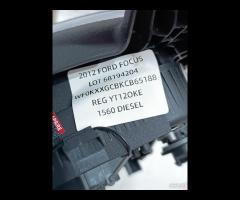 2012 FORD FOCUS
LOT 68194204
WF0KXXGCBKCB65188
REG YT12OKE
1560 DIESEL